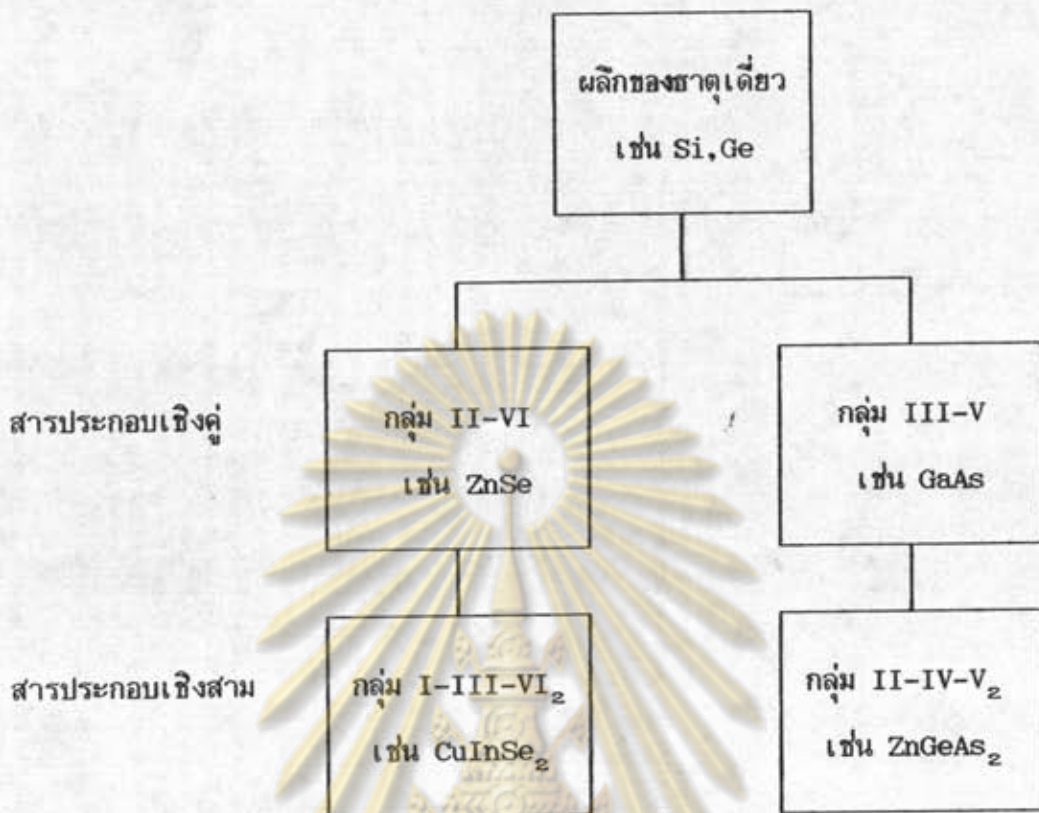 ผลึกของธาตุเดี่ยว
เช่น Si,Ge
สารประกอบเชิงคู่
กลุ่ม II-VI
เช่น ZnSe
กลุ่ม III-V
เช่น GaAs
สารประกอบเชิงสาม
กลุ่ม I-III-VI₂
เช่น CuInSe₂
กลุ่ม II-IV-V₂
เช่น ZnGeAs₂